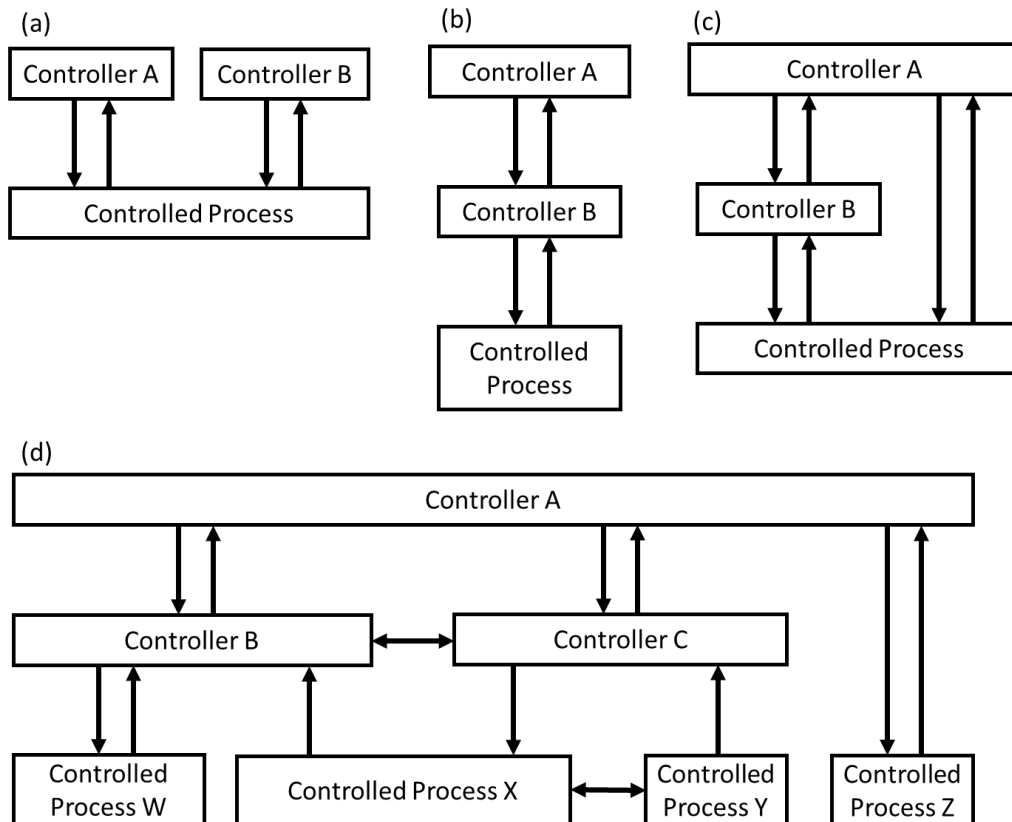 (a)
Controller A
Controller B
Controlled Process
(b)
Controller A
Controller B
Controlled
Process
(c)
Controller A
Controller B
Controlled Process
(d)
Controller A
Controller B
Controller C
Controlled
Process W
Controlled Process X
Controlled
Process Y
Controlled
Process Z